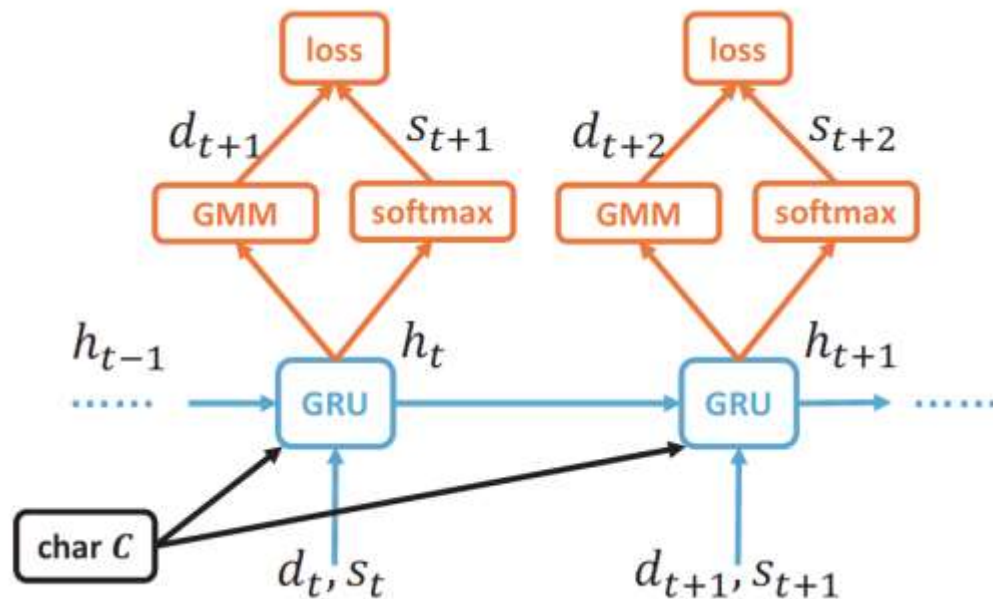 loss loss
d_{t+1} s_{t+1} d_{t+2} s_{t+2}
GMM softmax GMM softmax
h_{t-1} h_t h_{t+1}
...... GRU GRU ......
char C
d_t, s_t d_{t+1}, s_{t+1}